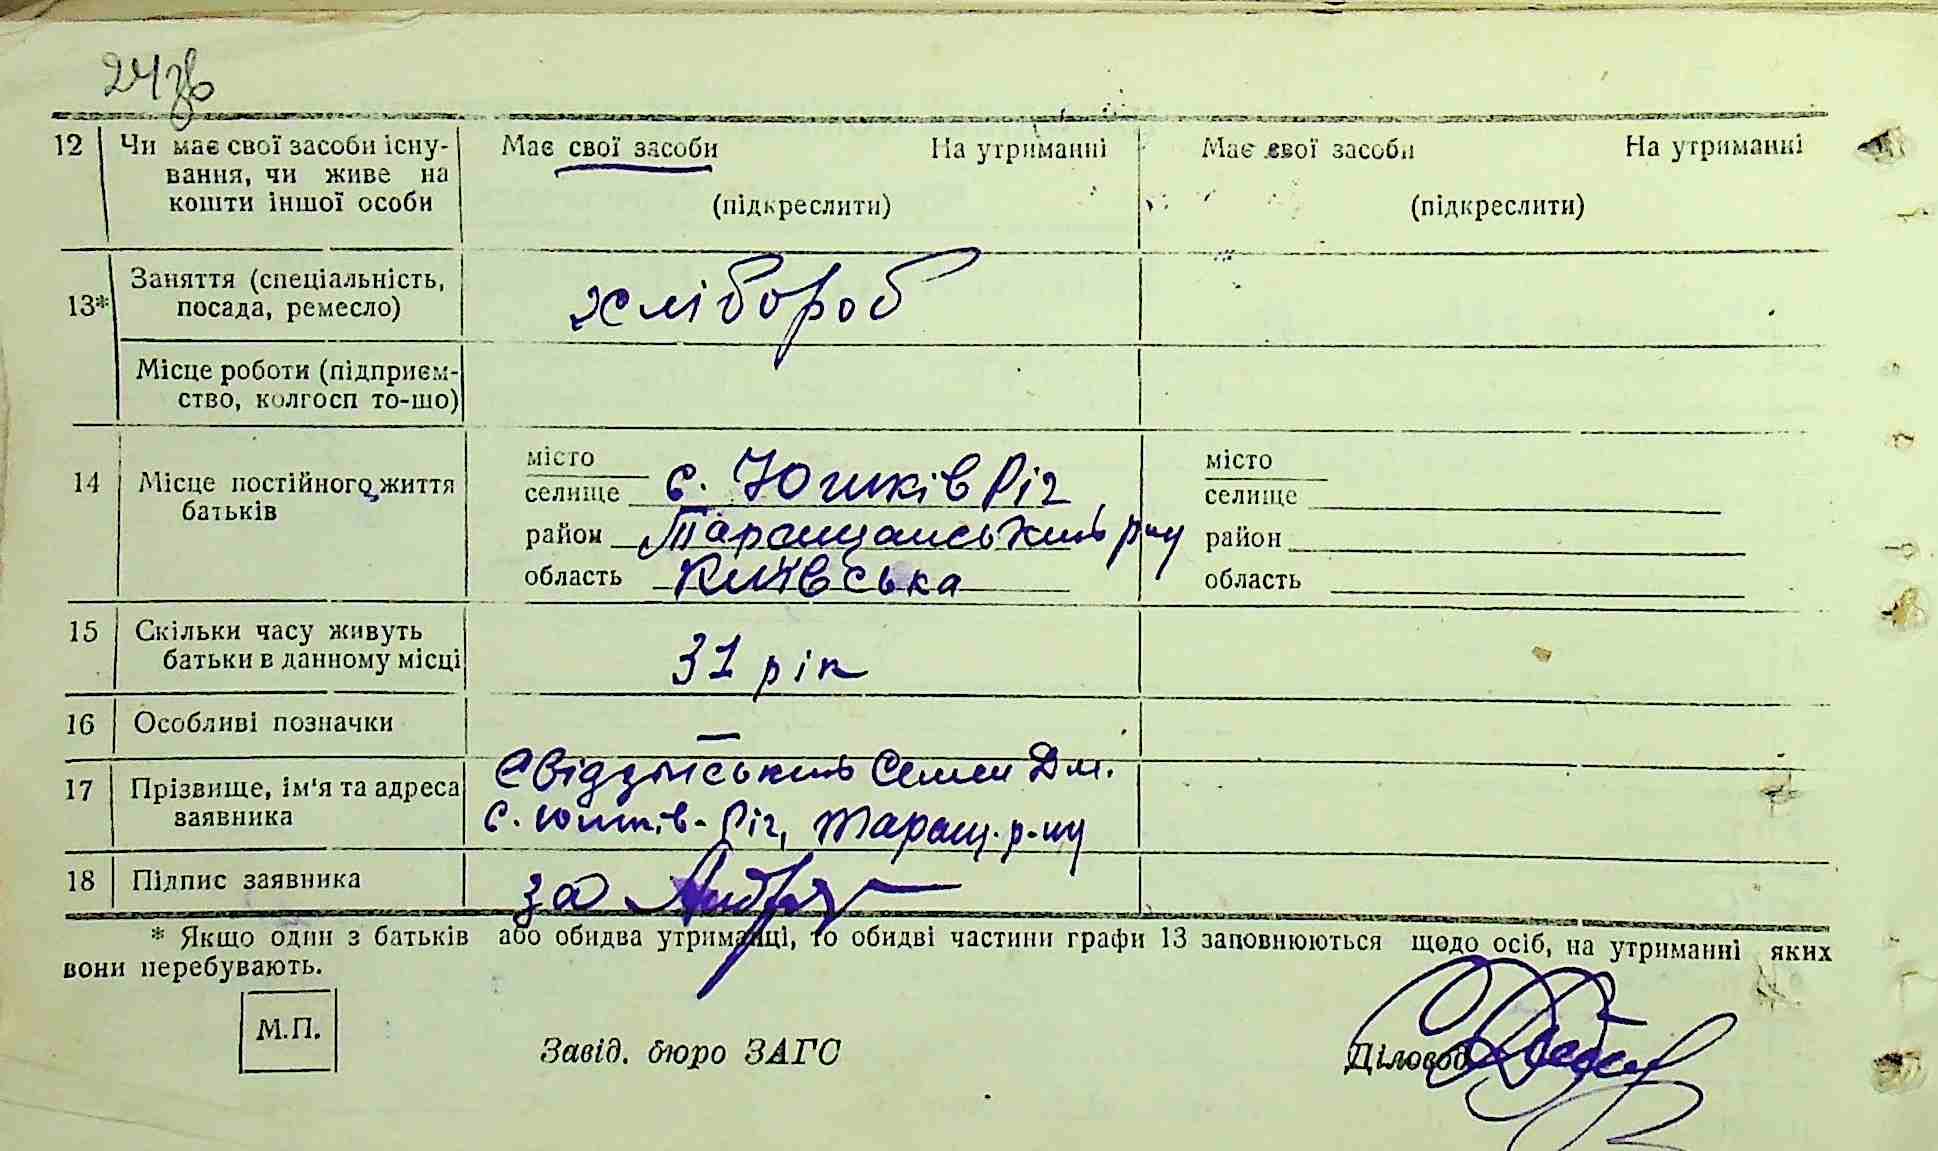 24зв
12 Чи має свої засоби існу- Має свої засоби На утриманні Має свої засоби На утриманні
вання, чи живе на
кошти іншої особи (підкреслити) (підкреслити)
13* Заняття (спеціальність, хлібороб
посада, ремесло)
Місце роботи (підприєм-
ство, колгосп то-що)
14 Місце постійного життя
батьків
місто місто
селище с. Юшків Ріг селище
район Таращанський р-ну район
область Київська область
15 Скільки часу живуть 31 рік
батьки в данному місці
16 Особливі позначки —
17 Прізвище, ім'я та адреса Свідзінський Семен Дм.
заявника с. Юшків-Ріг, Таращ. р-ну
18 Підпис заявника за
* Якщо один з батьків або обидва утриманці, то обидві частини графи 13 заповнюються щодо осіб, на утриманні яких
вони перебувають.
М.П. Завід. бюро ЗАГС Діловод